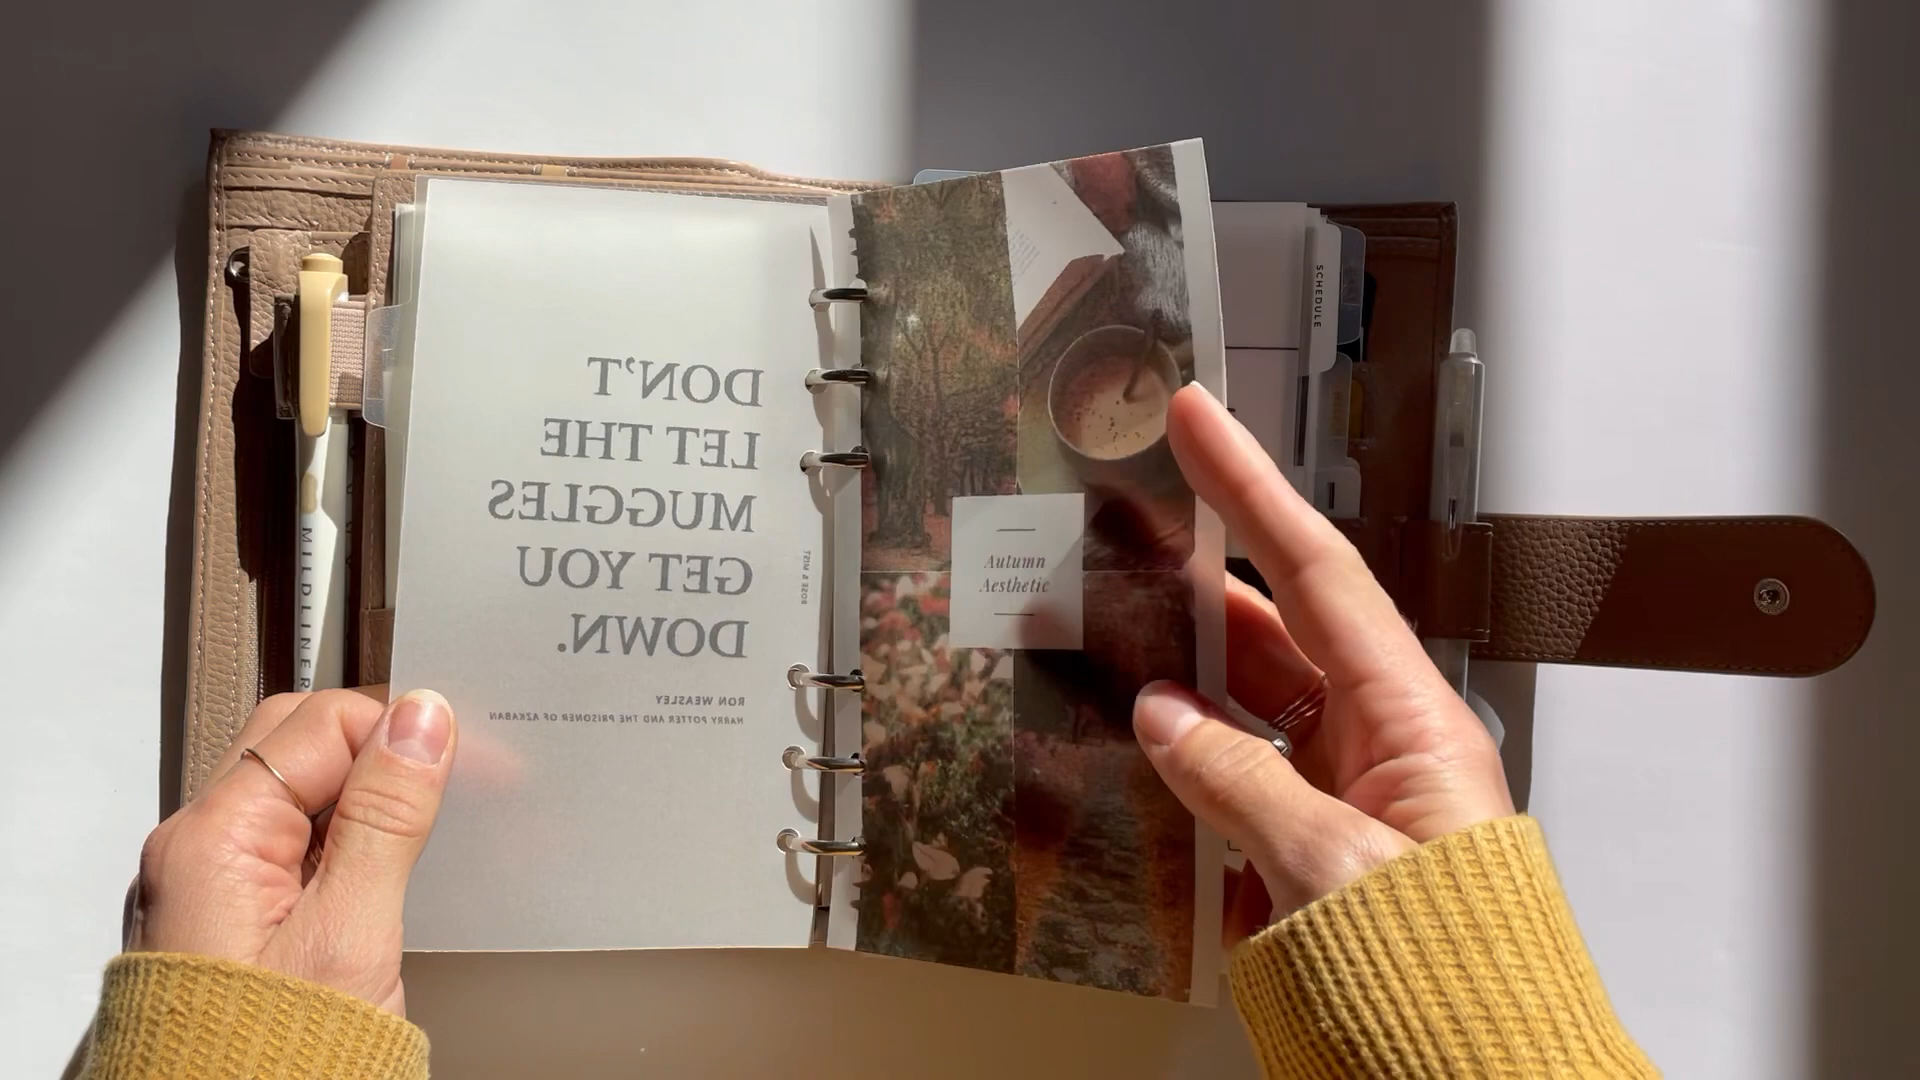 DON'T
LET THE
MUGGLES
GET YOU
DOWN.
RON WEASLEY
HARRY POTTER AND THE PRISONER OF AZKABAN
ROSE & MIST
Autumn
Aesthetic
SCHEDULE
MILDLINER